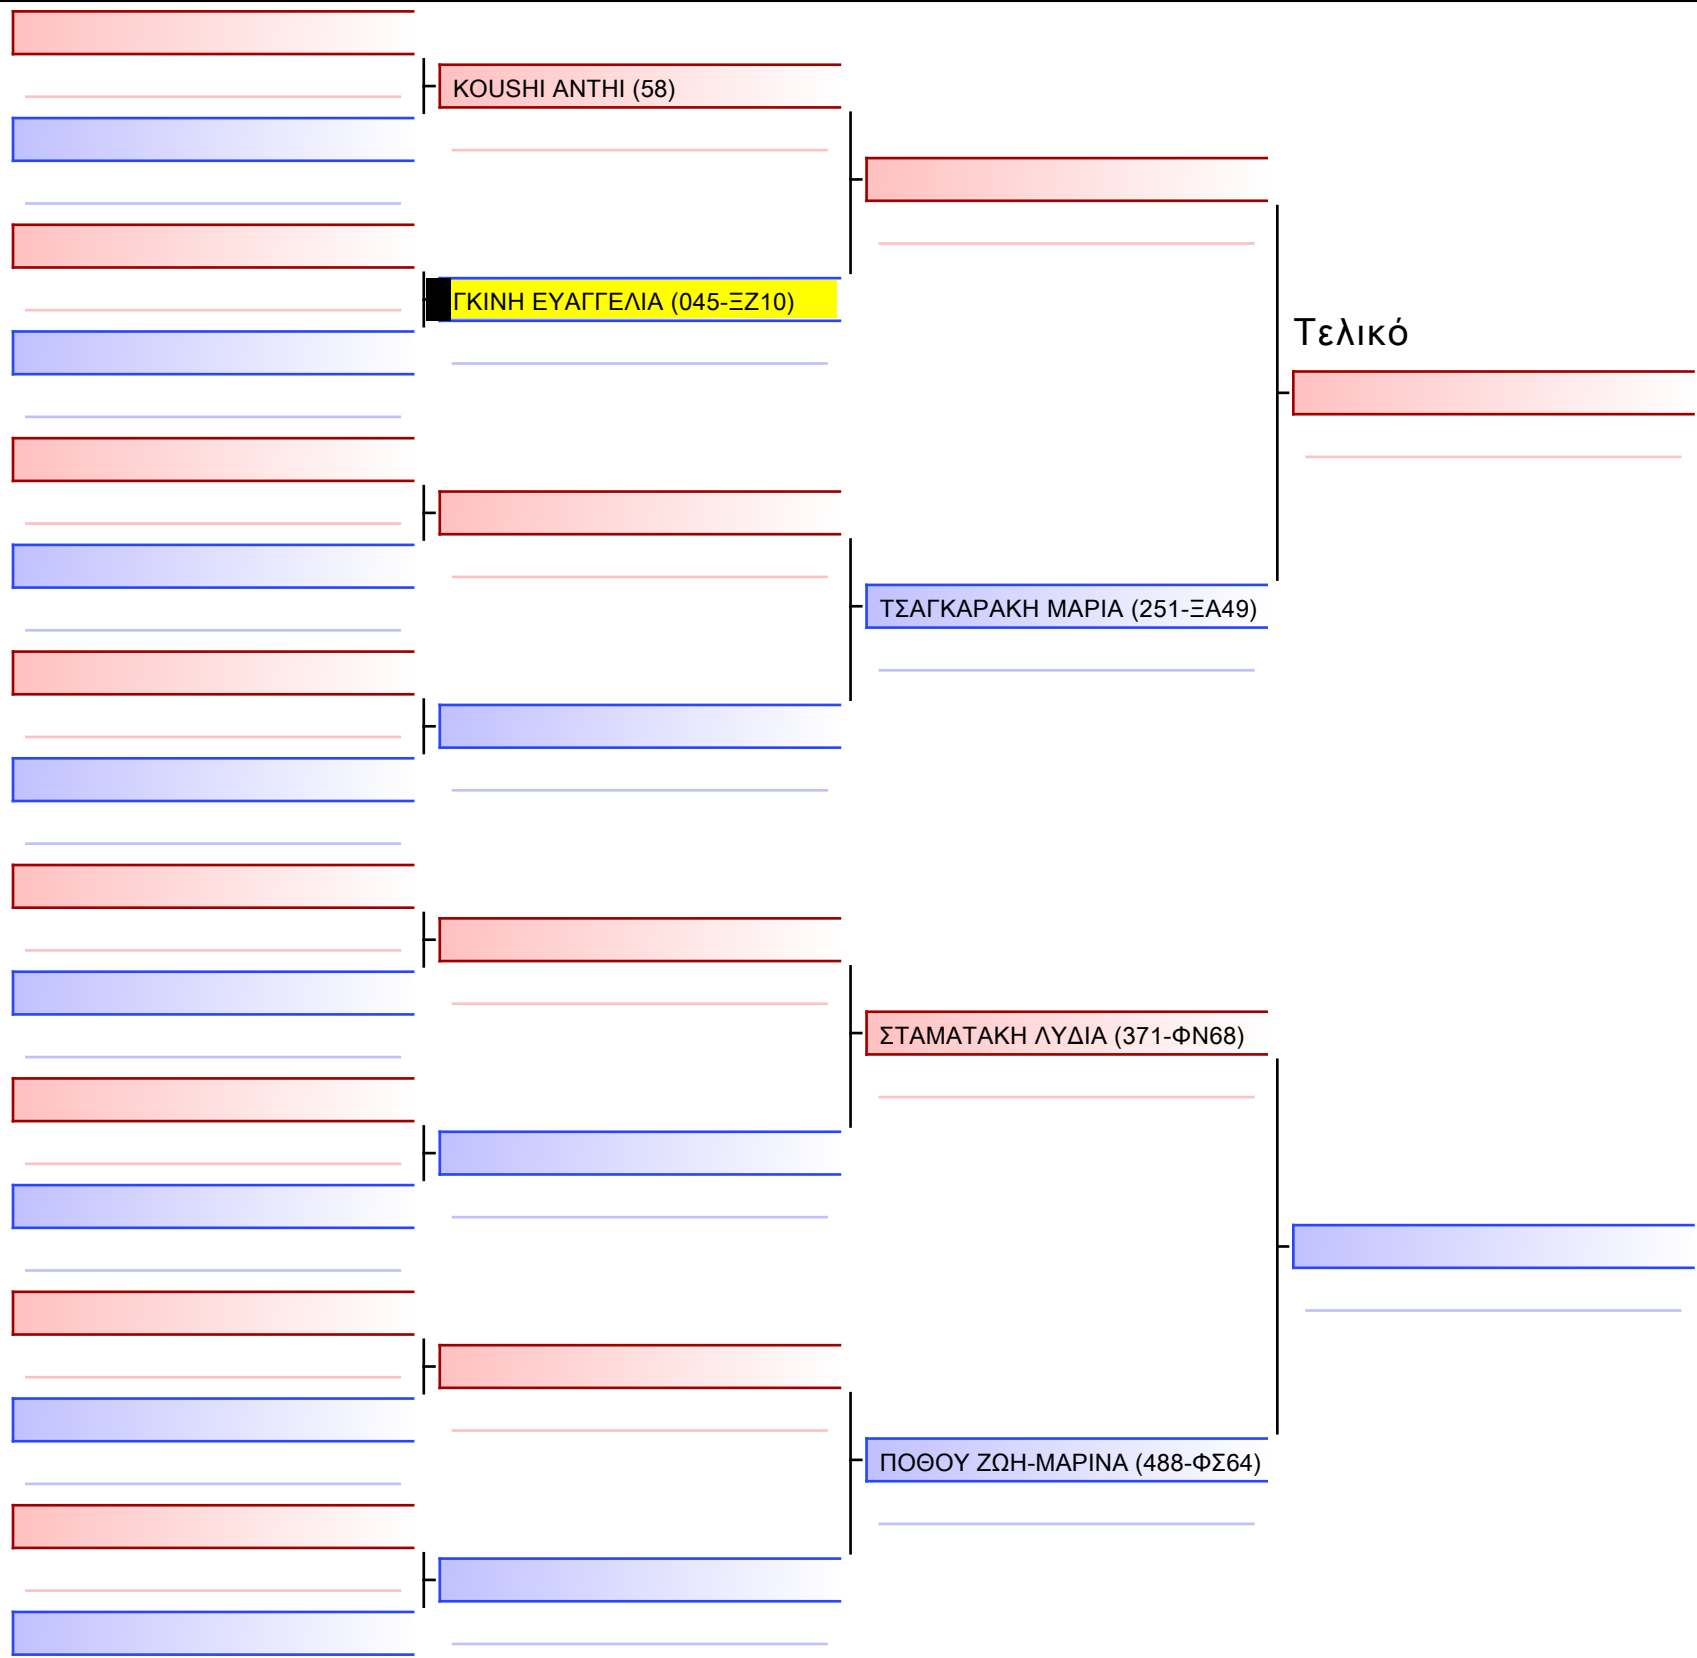 KOUSHI ANTHI (58)
ΓΚΙΝΗ ΕΥΑΓΓΕΛΙΑ (045-ΞΖ10)
Τελικό
ΤΣΑΓΚΑΡΑΚΗ ΜΑΡΙΑ (251-ΞΑ49)
ΣΤΑΜΑΤΑΚΗ ΛΥΔΙΑ (371-ΦΝ68)
ΠΟΘΟΥ ΖΩΗ-ΜΑΡΙΝΑ (488-ΦΣ64)